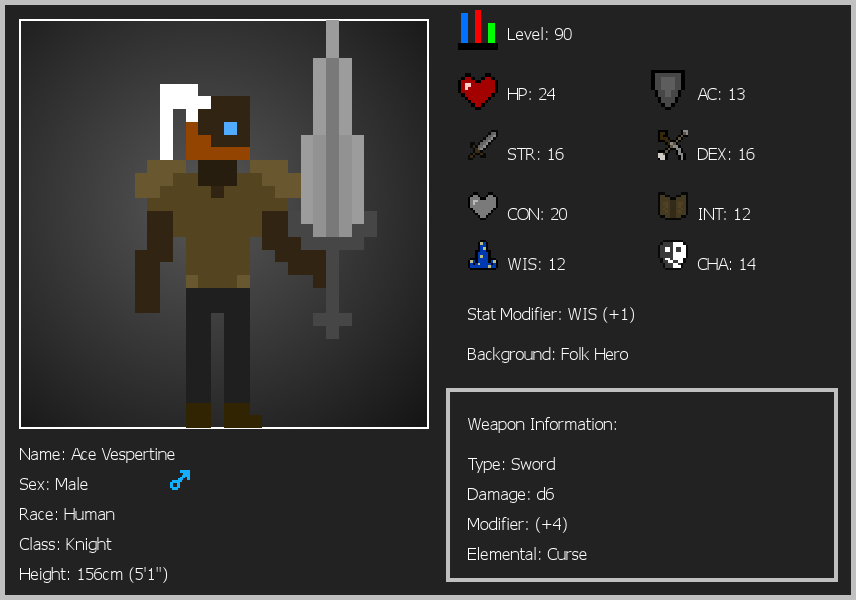 Level: 90
HP: 24
AC: 13
STR: 16
DEX: 16
CON: 20
INT: 12
WIS: 12
CHA: 14
Stat Modifier: WIS (+1)
Background: Folk Hero
Weapon Information:
Type: Sword
Damage: d6
Modifier: (+4)
Elemental: Curse
Name: Ace Vespertine
Sex: Male
Race: Human
Class: Knight
Height: 156cm (5'1")